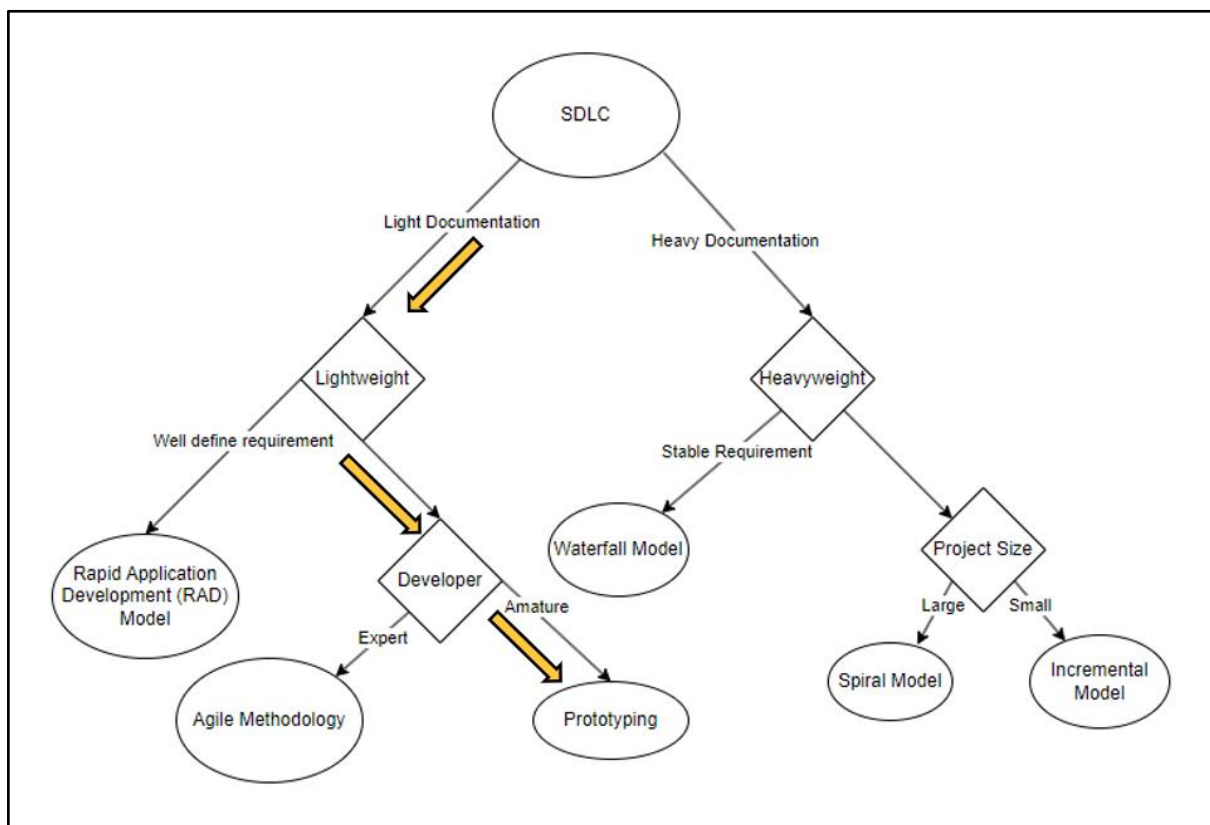 SDLC
Light Documentation
Heavy Documentation
Lightweight
Heavyweight
Well define requirement
Stable Requirement
Waterfall Model
Project Size
Rapid Application
Development (RAD)
Model
Developer
Amature
Large
Small
Expert
Agile Methodology
Prototyping
Spiral Model
Incremental
Model